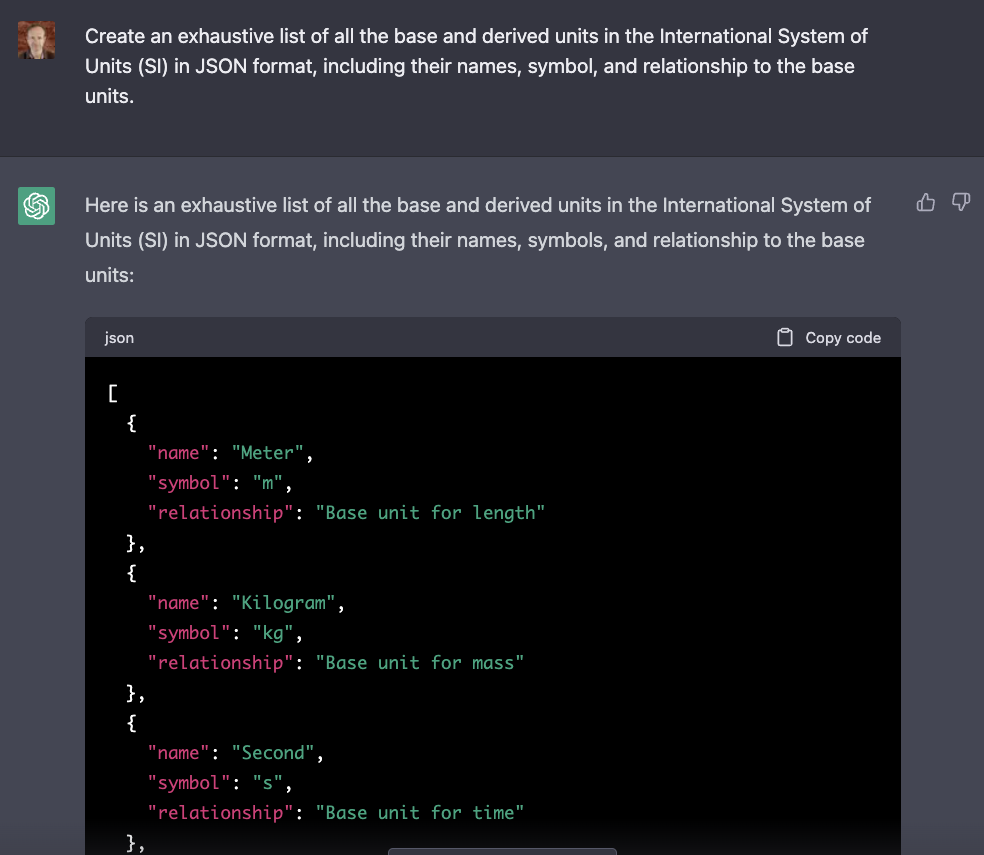 Create an exhaustive list of all the base and derived units in the International System of
Units (SI) in JSON format, including their names, symbol, and relationship to the base
units.
Here is an exhaustive list of all the base and derived units in the International System of
Units (SI) in JSON format, including their names, symbols, and relationship to the base
units:
json Copy code
[
  {
    "name": "Meter",
    "symbol": "m",
    "relationship": "Base unit for length"
  },
  {
    "name": "Kilogram",
    "symbol": "kg",
    "relationship": "Base unit for mass"
  },
  {
    "name": "Second",
    "symbol": "s",
    "relationship": "Base unit for time"
  },